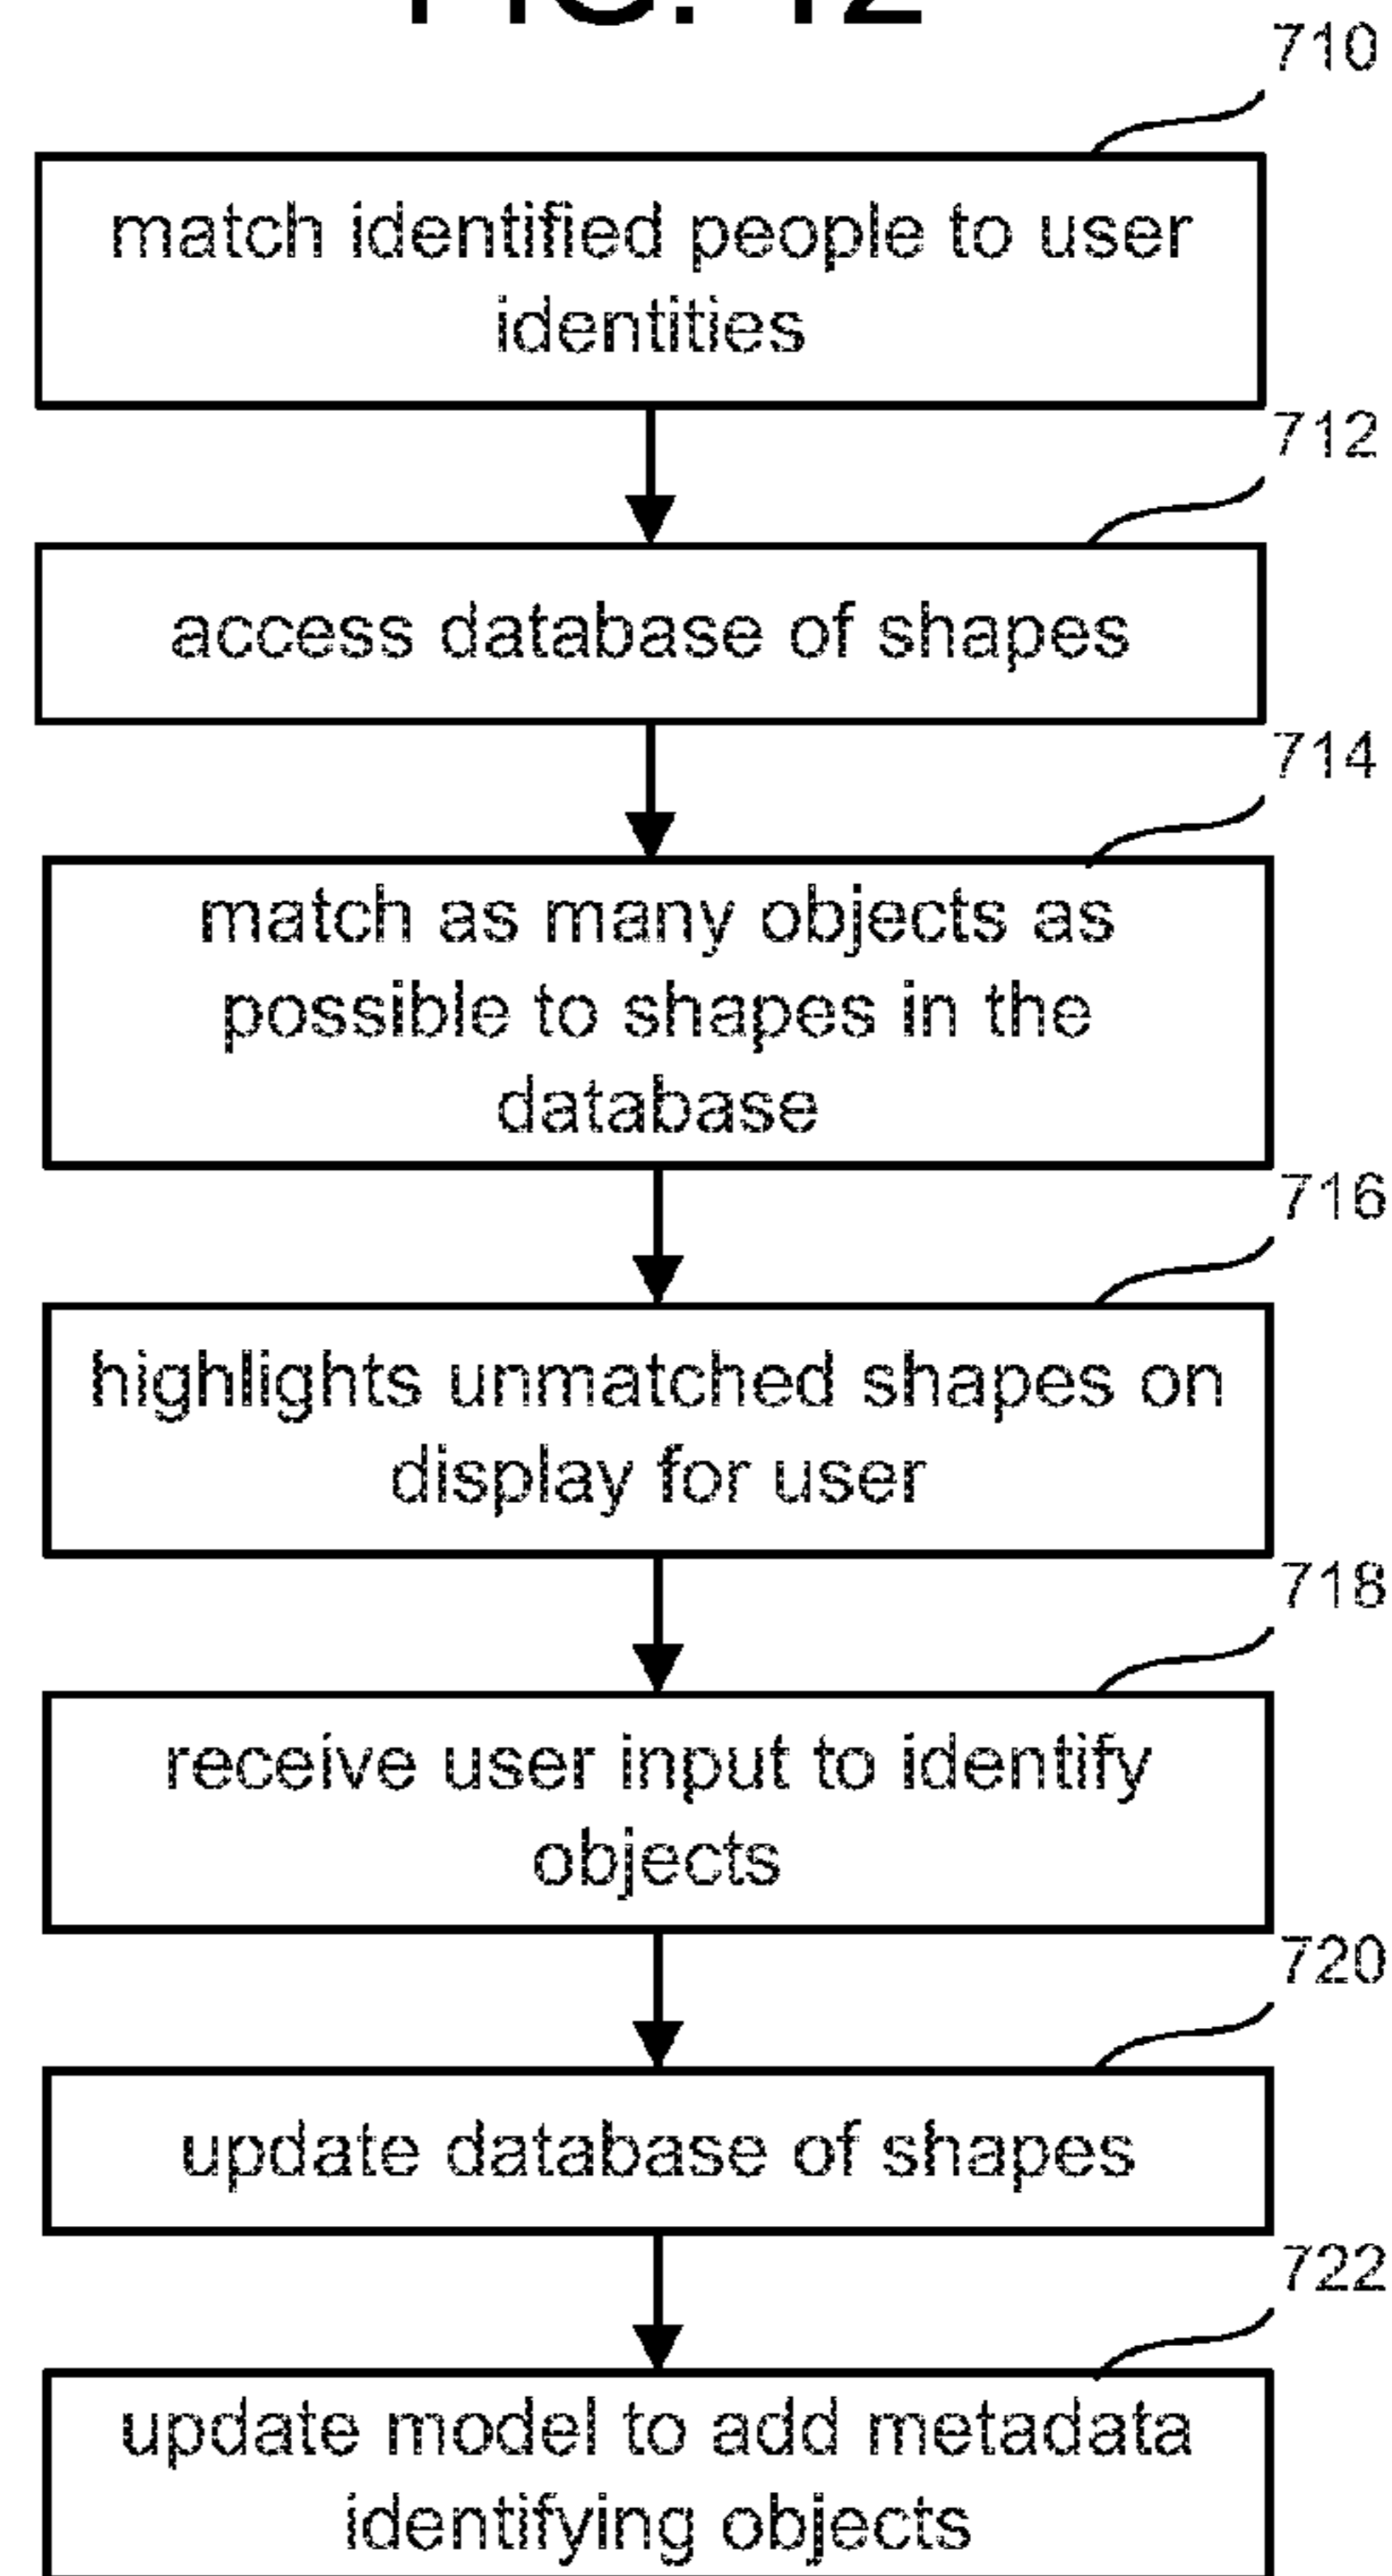 FIG. 12
710
match identified people to user
identities
712
access database of shapes
714
match as many objects as
possible to shapes in the
database
716
highlights unmatched shapes on
display for user
718
receive user input to identify
objects
720
update database of shapes
722
update model to add metadata
identifying objects